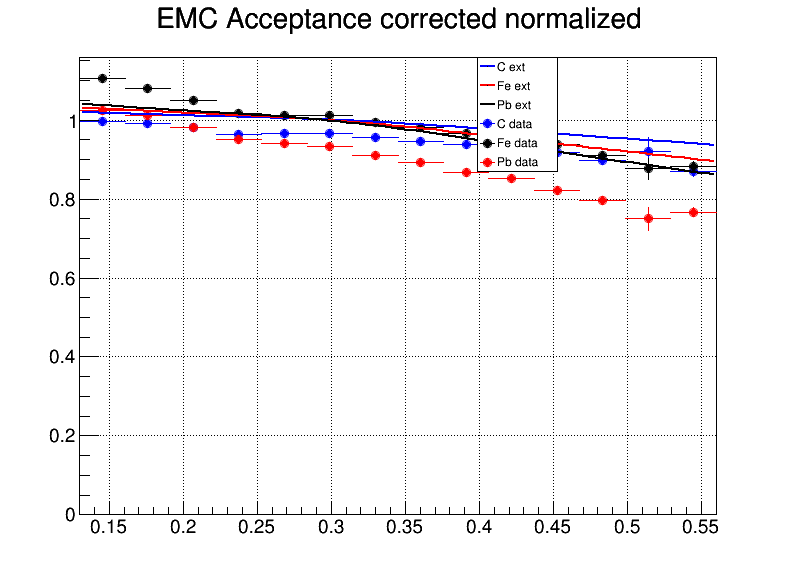 EMC Acceptance corrected normalized
C ext
Fe ext
Pb ext
C data
Fe data
Pb data
1
0.8
0.6
0.4
0.2
0
0.15 0.2 0.25 0.3 0.35 0.4 0.45 0.5 0.55